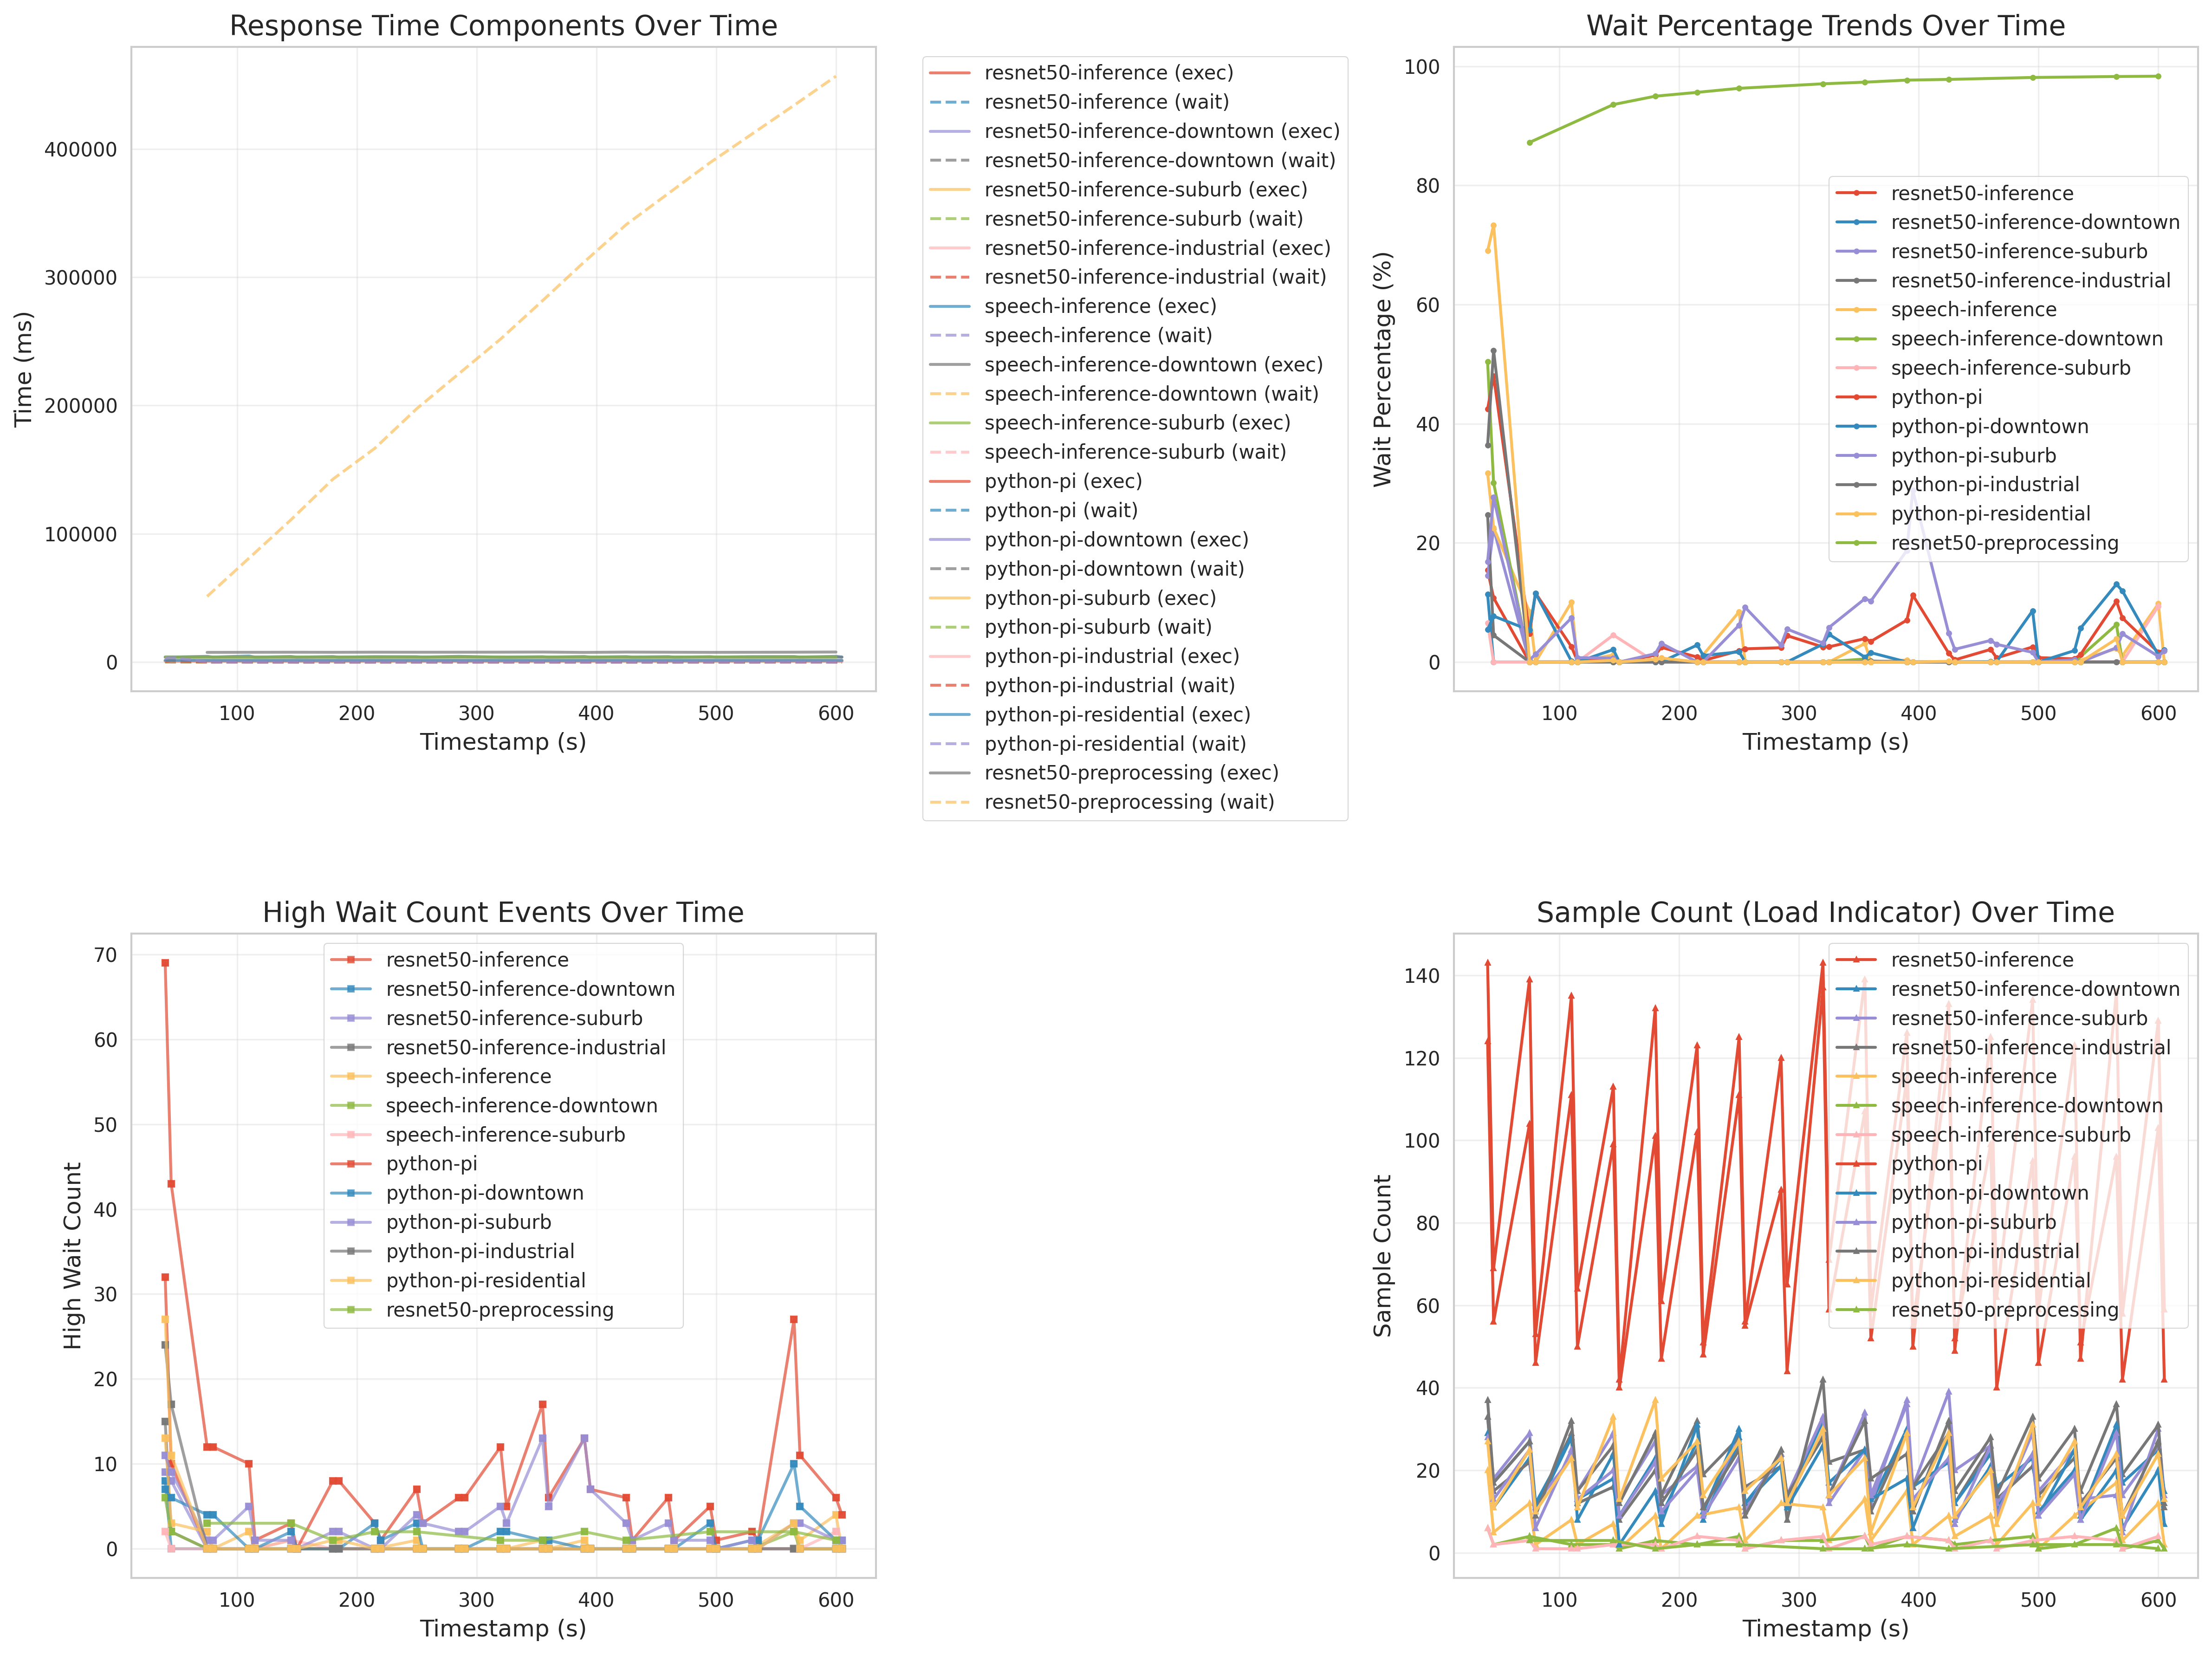 Response Time Components Over Time
Time (ms)
400000
300000
200000
100000
0
100 200 300 400 500 600
Timestamp (s)
resnet50-inference (exec)
resnet50-inference (wait)
resnet50-inference-downtown (exec)
resnet50-inference-downtown (wait)
resnet50-inference-suburb (exec)
resnet50-inference-suburb (wait)
resnet50-inference-industrial (exec)
resnet50-inference-industrial (wait)
speech-inference (exec)
speech-inference (wait)
speech-inference-downtown (exec)
speech-inference-downtown (wait)
speech-inference-suburb (exec)
speech-inference-suburb (wait)
python-pi (exec)
python-pi (wait)
python-pi-downtown (exec)
python-pi-downtown (wait)
python-pi-suburb (exec)
python-pi-suburb (wait)
python-pi-industrial (exec)
python-pi-industrial (wait)
python-pi-residential (exec)
python-pi-residential (wait)
resnet50-preprocessing (exec)
resnet50-preprocessing (wait)
Wait Percentage Trends Over Time
Wait Percentage (%)
100
80
60
40
20
0
100 200 300 400 500 600
Timestamp (s)
resnet50-inference
resnet50-inference-downtown
resnet50-inference-suburb
resnet50-inference-industrial
speech-inference
speech-inference-downtown
speech-inference-suburb
python-pi
python-pi-downtown
python-pi-suburb
python-pi-industrial
python-pi-residential
resnet50-preprocessing
High Wait Count Events Over Time
High Wait Count
70
60
50
40
30
20
10
0
100 200 300 400 500 600
Timestamp (s)
resnet50-inference
resnet50-inference-downtown
resnet50-inference-suburb
resnet50-inference-industrial
speech-inference
speech-inference-downtown
speech-inference-suburb
python-pi
python-pi-downtown
python-pi-suburb
python-pi-industrial
python-pi-residential
resnet50-preprocessing
Sample Count (Load Indicator) Over Time
Sample Count
140
120
100
80
60
40
20
0
100 200 300 400 500 600
Timestamp (s)
resnet50-inference
resnet50-inference-downtown
resnet50-inference-suburb
resnet50-inference-industrial
speech-inference
speech-inference-downtown
speech-inference-suburb
python-pi
python-pi-downtown
python-pi-suburb
python-pi-industrial
python-pi-residential
resnet50-preprocessing